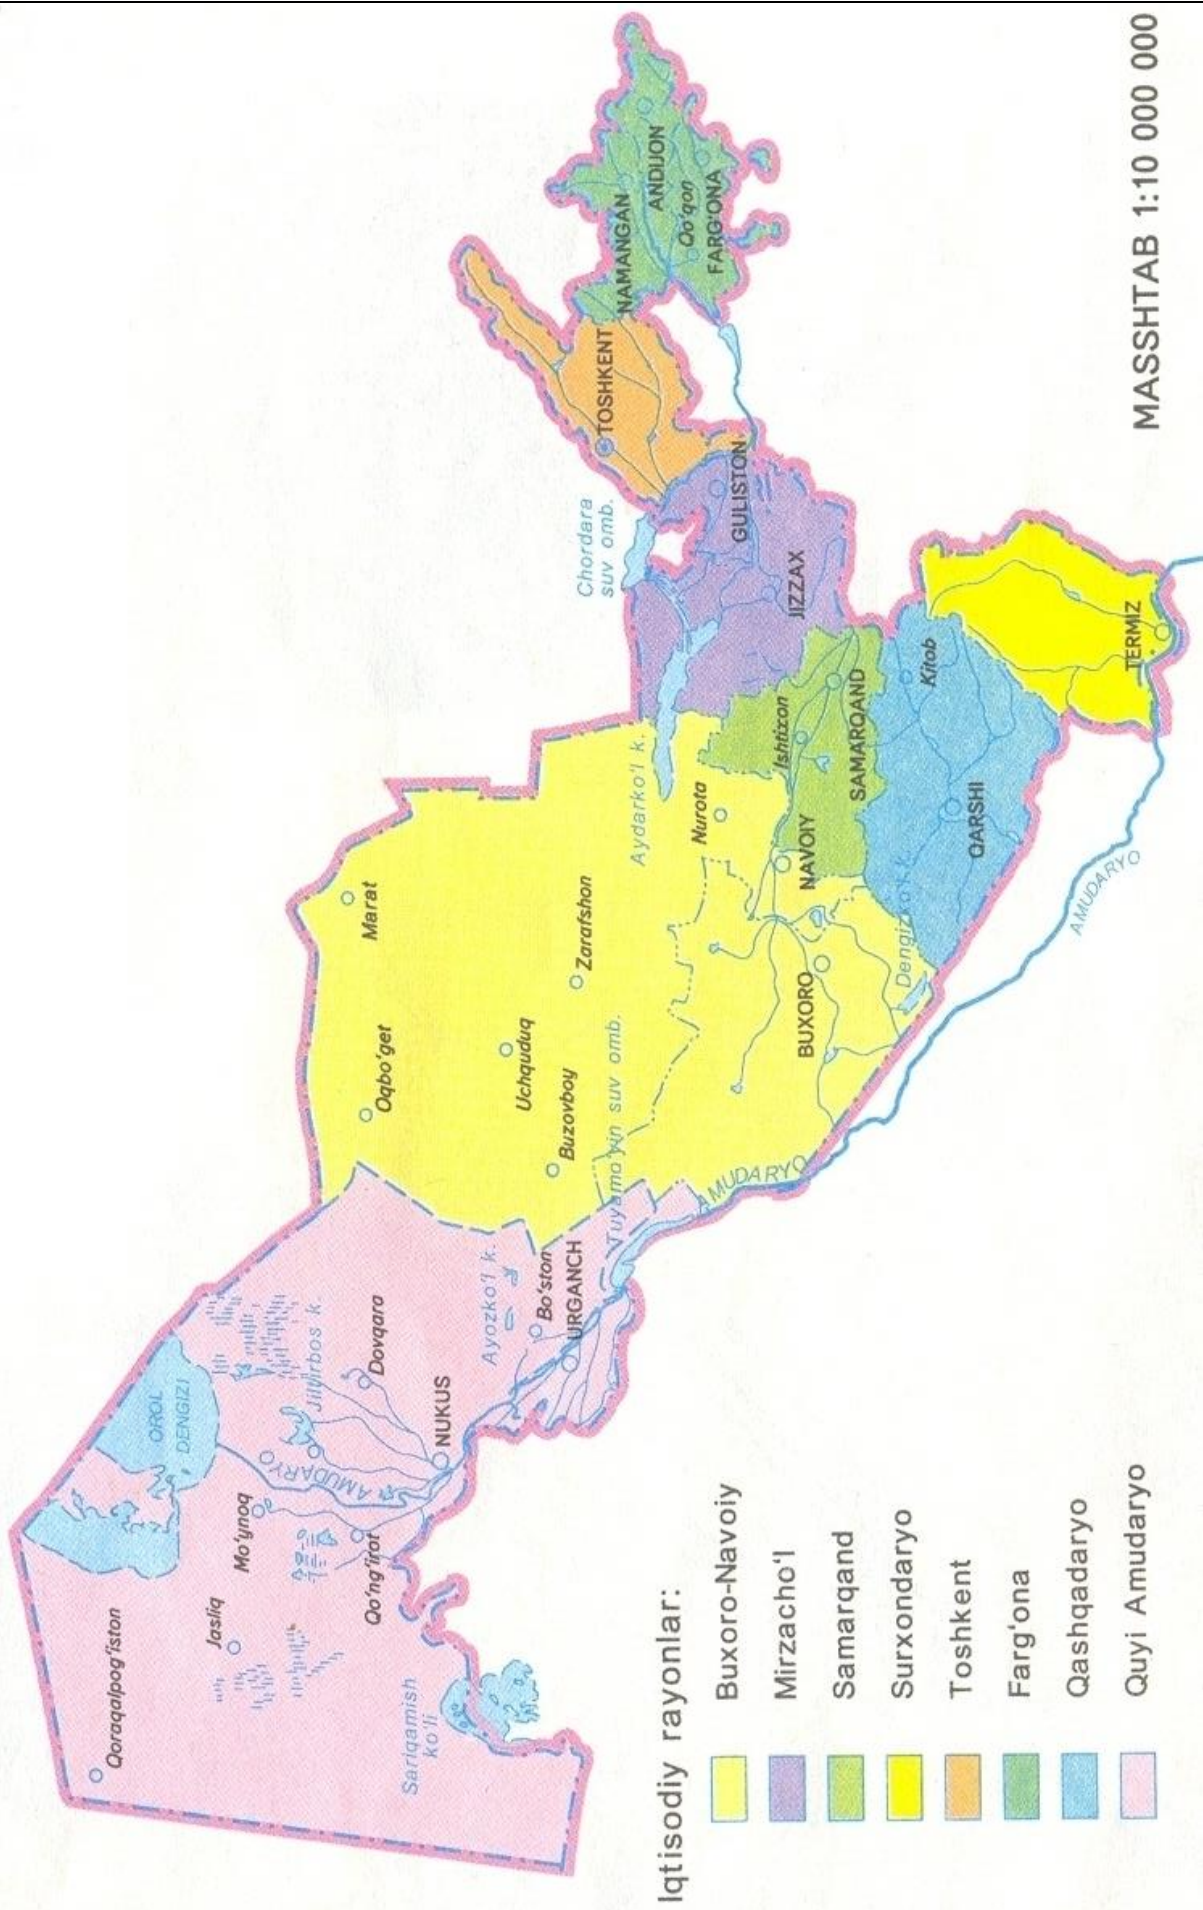 Qoraqalpog‘iston
Jasliq
Mo‘ynoq
OROL
DENGIZI
Jiltirbos k.
Qo‘ng‘irot
AMUDARYO
Dovqara
NUKUS
Sariqamish
ko‘li
Ayozko‘l k.
Bo‘ston
URGANCH
Tuyamo‘yin suv omb.
AMUDARYO
Oqbo‘get
Marat
Uchquduq
Buzovboy
Zarafshon
Aydarko‘l k.
Nurota
NAVOIY
BUXORO
Dengizko‘l k.
Chordara
suv omb.
TOSHKENT
NAMANGAN
ANDIJON
Qo‘qon
FARG‘ONA
GULISTON
JIZZAX
Ishtixon
SAMARQAND
Kitob
QARSHI
TERMIZ
AMUDARYO
Iqtisodiy rayonlar:
Buxoro-Navoiy
Mirzacho‘l
Samarqand
Surxondaryo
Toshkent
Farg‘ona
Qashqadaryo
Quyi Amudaryo
MASSHTAB 1:10 000 000